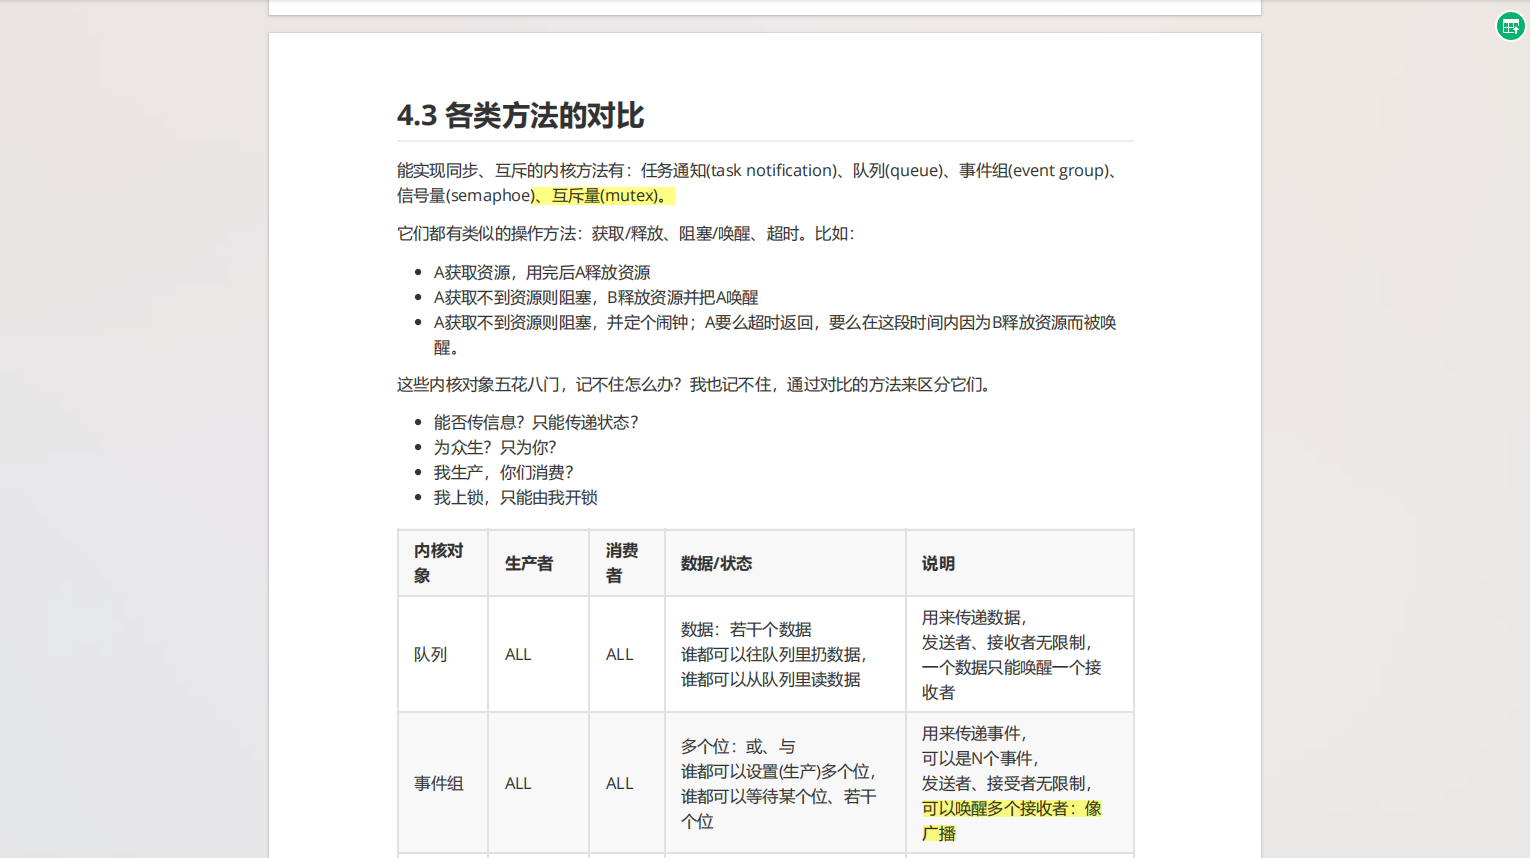 4.3 各类方法的对比
能实现同步、互斥的内核方法有：任务通知(task notification)、队列(queue)、事件组(event group)、
信号量(semaphoe)、互斥量(mutex)。
它们都有类似的操作方法：获取/释放、阻塞/唤醒、超时。比如：
• A获取资源，用完后A释放资源
• A获取不到资源则阻塞，B释放资源并把A唤醒
• A获取不到资源则阻塞，并定个闹钟；A要么超时返回，要么在这段时间内因为B释放资源而被唤
醒。
这些内核对象五花八门，记不住怎么办？我也记不住，通过对比的方法来区分它们。
• 能否传信息？只能传递状态？
• 为众生？只为你？
• 我生产，你们消费？
• 我上锁，只能由我开锁
内核对
象
生产者
消费
者
数据/状态
说明
队列
ALL
ALL
数据：若干个数据
谁都可以往队列里扔数据，
谁都可以从队列里读数据
用来传递数据，
发送者、接收者无限制，
一个数据只能唤醒一个接
收者
事件组
ALL
ALL
多个位：或、与
谁都可以设置(生产)多个位，
谁都可以等待某个位、若干
个位
用来传递事件，
可以是N个事件，
发送者、接受者无限制，
可以唤醒多个接收者：像
广播